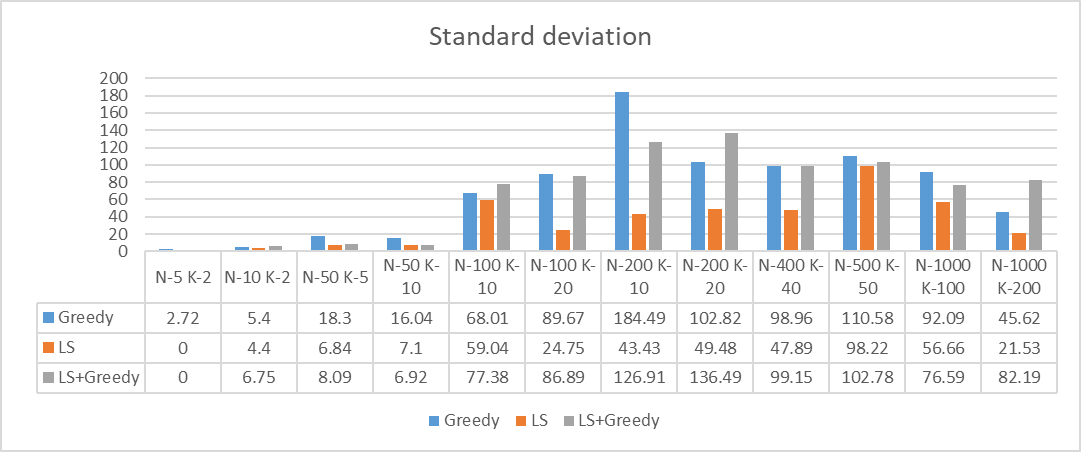 Standard deviation
200
180
160
140
120
100
80
60
40
20
0
N-5 K-2 N-10 K-2 N-50 K-5 N-50 K-10 N-100 K-10 N-100 K-20 N-200 K-10 N-200 K-20 N-400 K-40 N-500 K-50 N-1000 K-100 N-1000 K-200
Greedy 2.72 5.4 18.3 16.04 68.01 89.67 184.49 102.82 98.96 110.58 92.09 45.62
LS 0 4.4 6.84 7.1 59.04 24.75 43.43 49.48 47.89 98.22 56.66 21.53
LS+Greedy 0 6.75 8.09 6.92 77.38 86.89 126.91 136.49 99.15 102.78 76.59 82.19
Greedy LS LS+Greedy